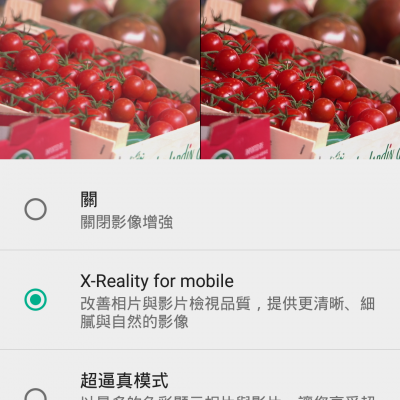 關
關閉影像增強
X-Reality for mobile
改善相片與影片檢視品質，提供更清晰、細
膩與自然的影像
超逼真模式